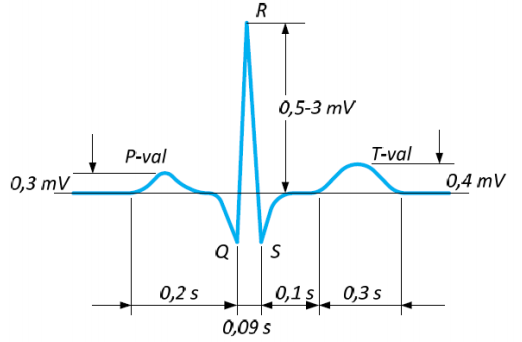 R
0,5-3 mV
P-val
T-val
0,3 mV
0,4 mV
Q
S
0,2 s
0,1 s
0,3 s
0,09 s